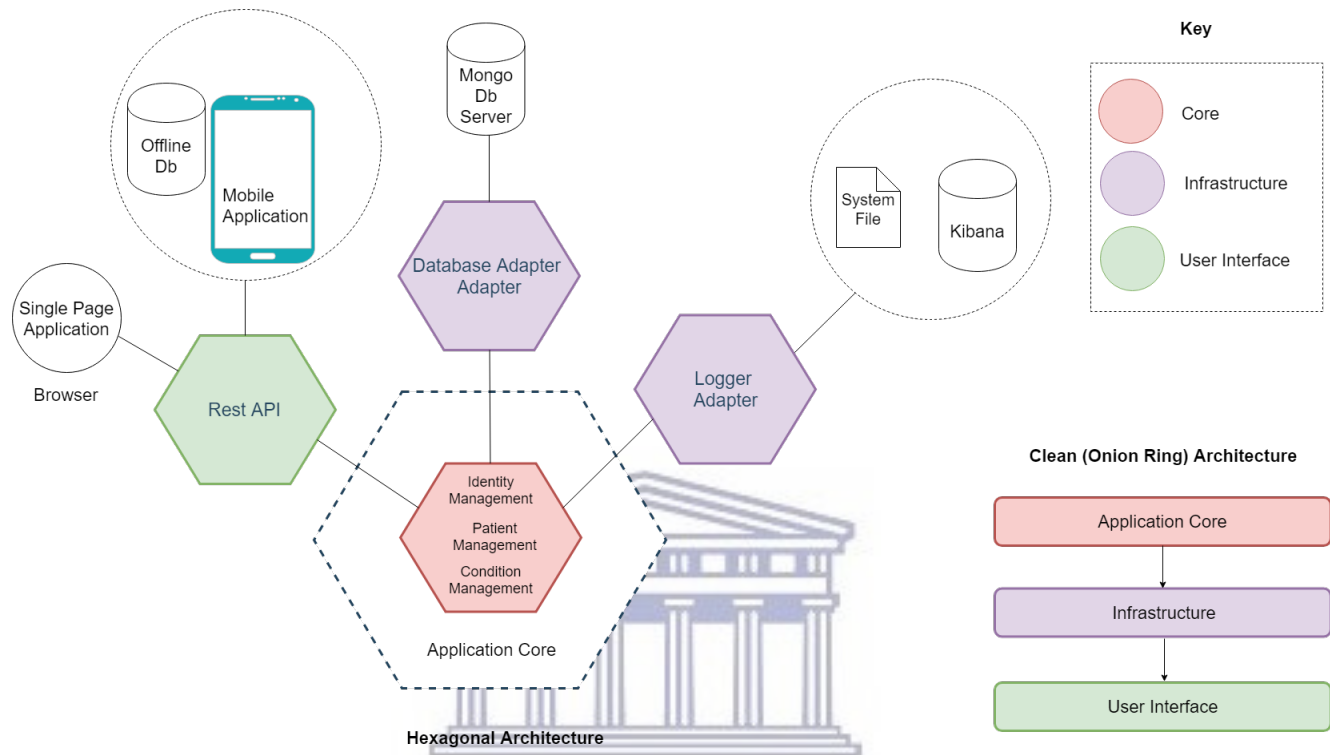 Mongo
Db
Server
Offline
Db
Mobile
Application
Single Page
Application
Browser
Rest API
Database Adapter
Adapter
Logger
Adapter
System
File
Kibana
Identity
Management
Patient
Management
Condition
Management
Application Core
Hexagonal Architecture
Key
Core
Infrastructure
User Interface
Clean (Onion Ring) Architecture
Application Core
Infrastructure
User Interface